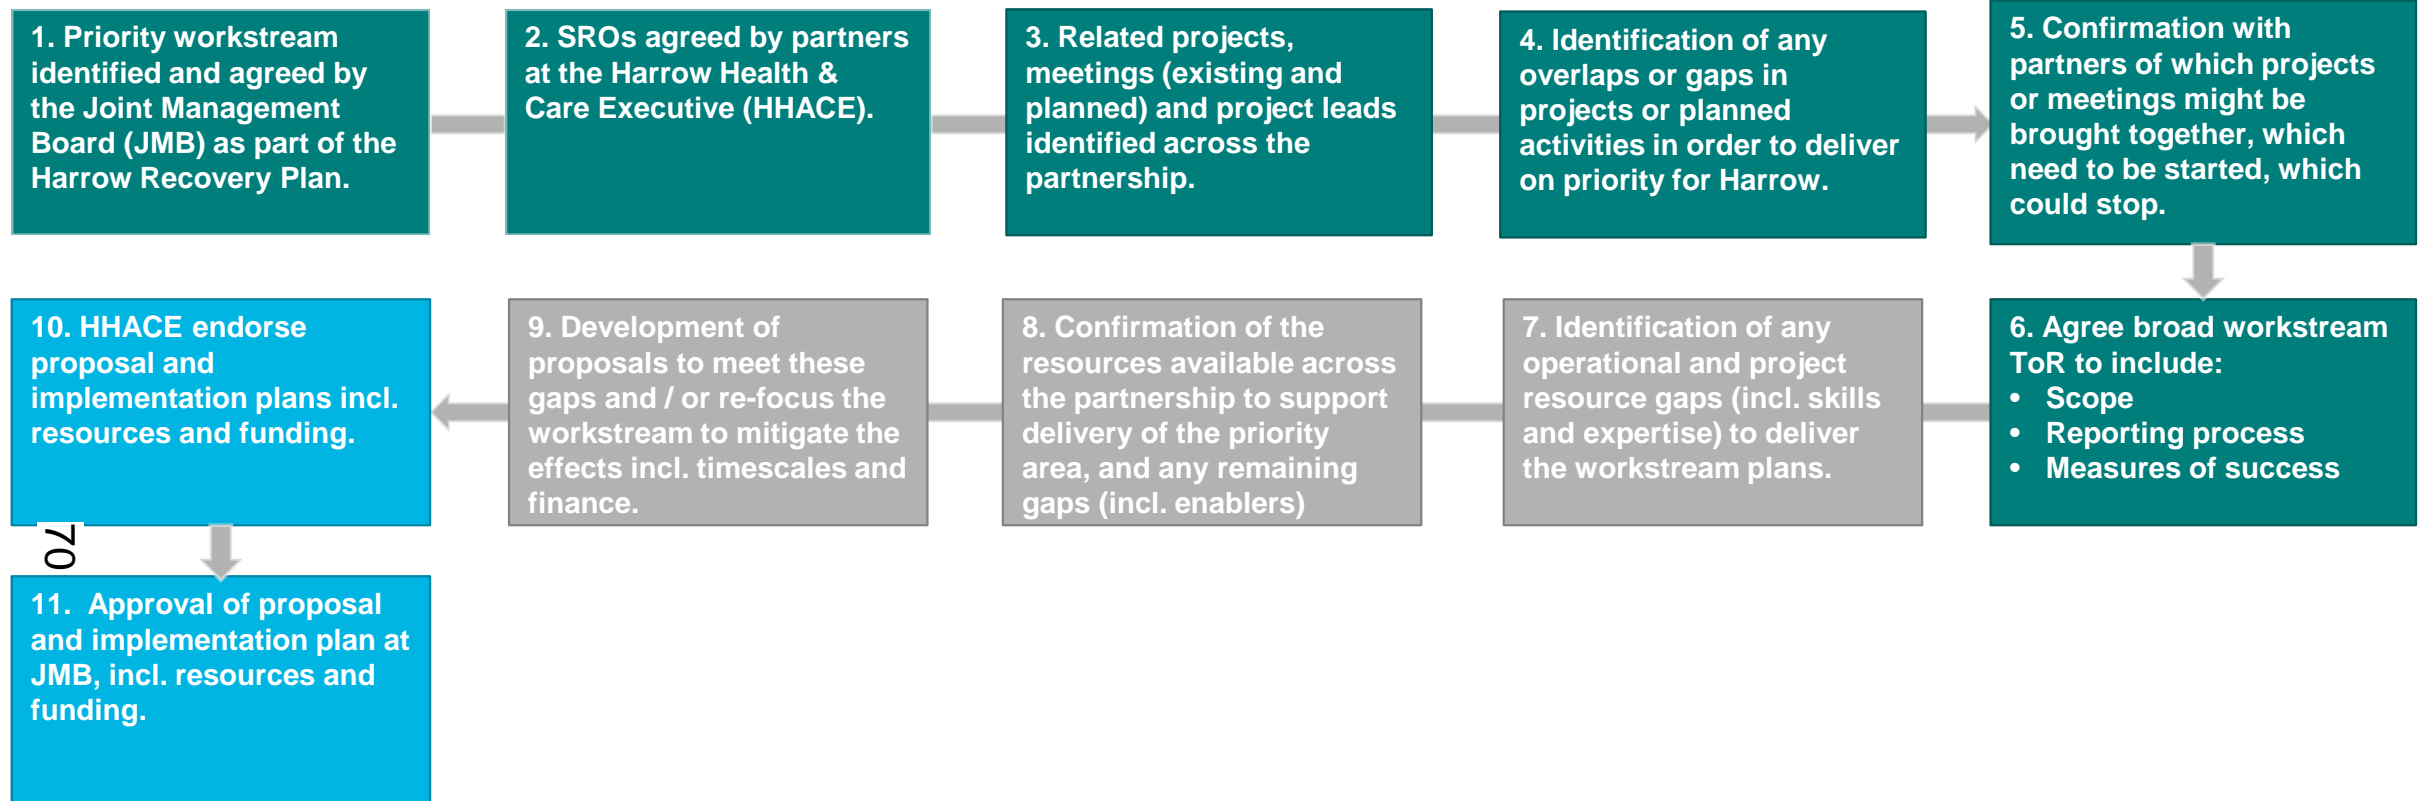 1. Priority workstream
identified and agreed by
the Joint Management
Board (JMB) as part of the
Harrow Recovery Plan.
2. SROs agreed by partners
at the Harrow Health &
Care Executive (HHACE).
3. Related projects,
meetings (existing and
planned) and project leads
identified across the
partnership.
4. Identification of any
overlaps or gaps in
projects or planned
activities in order to deliver
on priority for Harrow.
5. Confirmation with
partners of which projects
or meetings might be
brought together, which
need to be started, which
could stop.
6. Agree broad workstream
ToR to include:
• Scope
• Reporting process
• Measures of success
7. Identification of any
operational and project
resource gaps (incl. skills
and expertise) to deliver
the workstream plans.
8. Confirmation of the
resources available across
the partnership to support
delivery of the priority
area, and any remaining
gaps (incl. enablers)
9. Development of
proposals to meet these
gaps and / or re-focus the
workstream to mitigate the
effects incl. timescales and
finance.
10. HHACE endorse
proposal and
implementation plans incl.
resources and funding.
70
11. Approval of proposal
and implementation plan at
JMB, incl. resources and
funding.